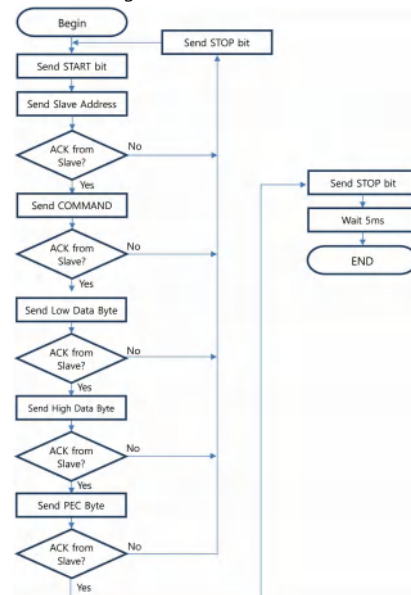 Begin
Send STOP bit
Send START bit
Send Slave Address
ACK from
Slave?
No
Yes
Send COMMAND
ACK from
Slave?
No
Yes
Send Low Data Byte
ACK from
Slave?
No
Yes
Send High Data Byte
ACK from
Slave?
No
Yes
Send PEC Byte
ACK from
Slave?
No
Yes
Send STOP bit
Wait 5ms
END